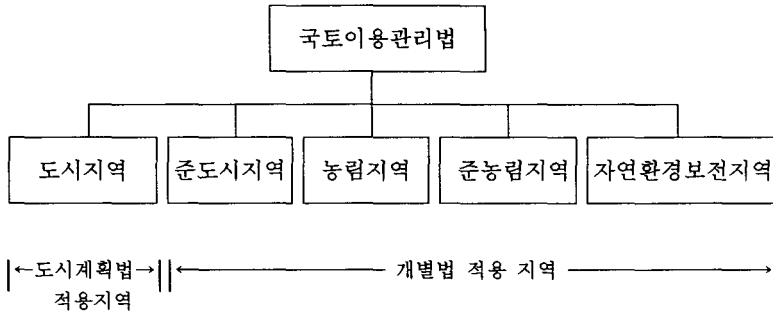 국토이용관리법
도시지역 준도시지역 농림지역 준농림지역 자연환경보전지역
←도시계획법→ ← 개별법 적용 지역 →
적용지역